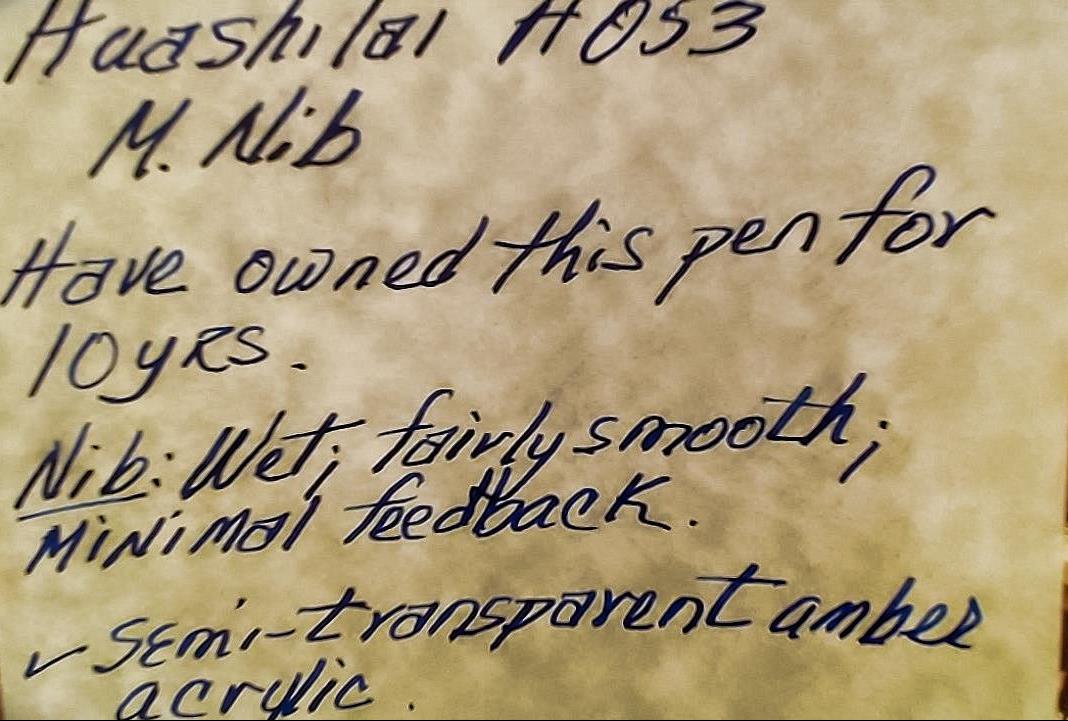 Huashilai H053
M. Nib
Have owned this pen for
10 yRS.
Nib: Wet; fairly smooth;
MiNiMal feedback.
✓ Semi-transparent amber
acrylic.